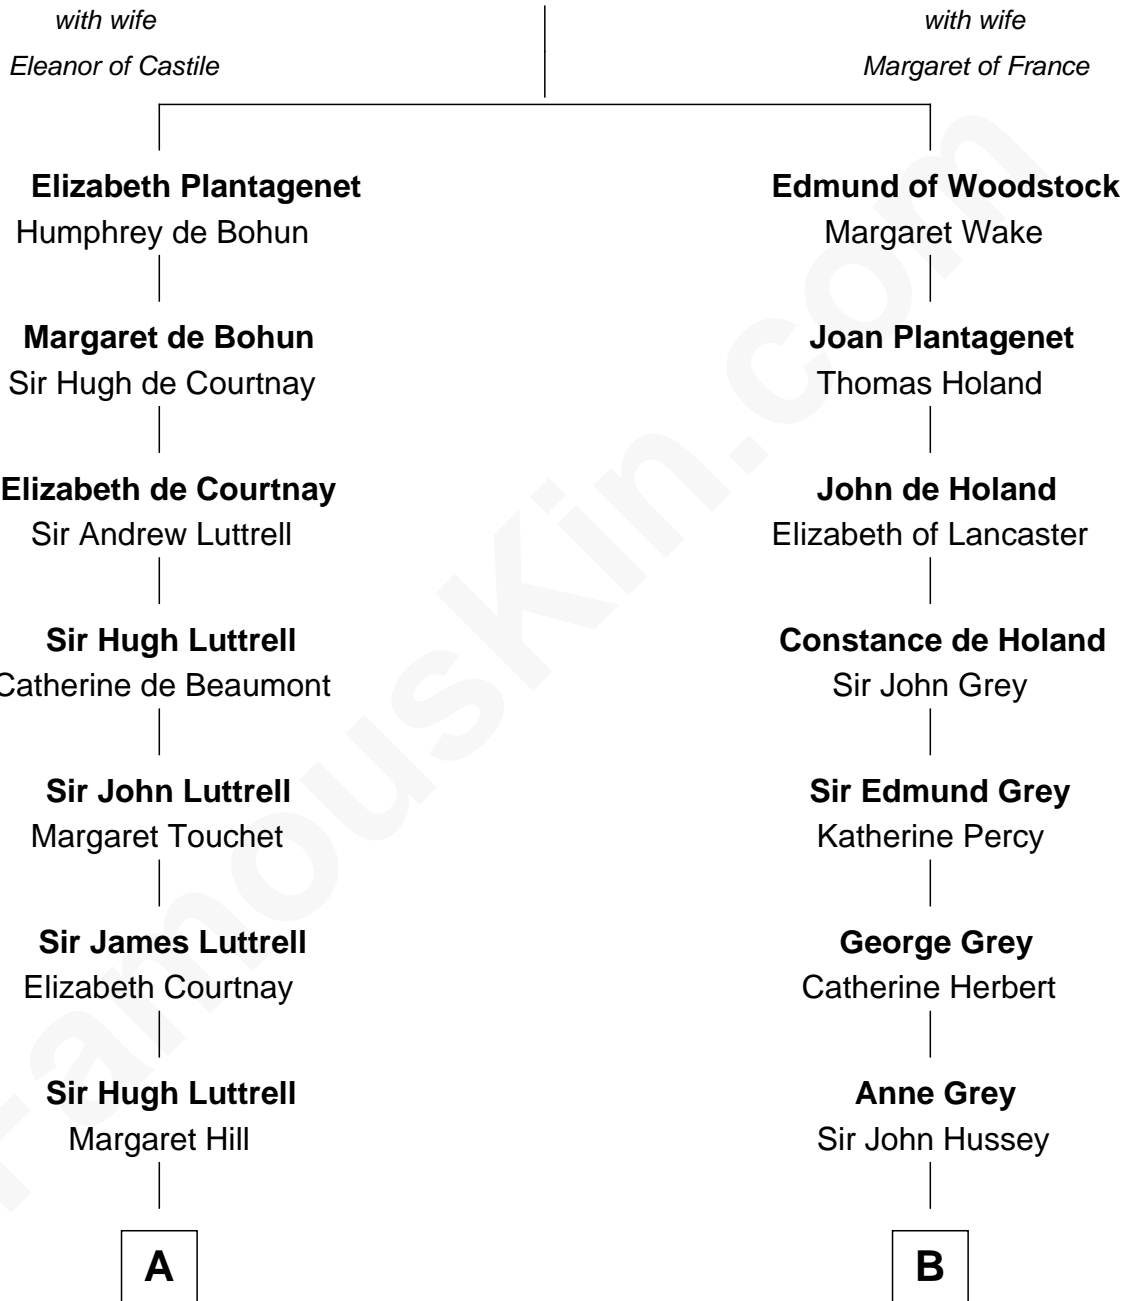 with wife
Eleanor of Castile
with wife
Margaret of France
Elizabeth Plantagenet
Humphrey de Bohun
Edmund of Woodstock
Margaret Wake
Margaret de Bohun
Sir Hugh de Courtnay
Joan Plantagenet
Thomas Holand
Elizabeth de Courtnay
Sir Andrew Luttrell
John de Holand
Elizabeth of Lancaster
Sir Hugh Luttrell
Catherine de Beaumont
Constance de Holand
Sir John Grey
Sir John Luttrell
Margaret Touchet
Sir Edmund Grey
Katherine Percy
Sir James Luttrell
Elizabeth Courtnay
George Grey
Catherine Herbert
Sir Hugh Luttrell
Margaret Hill
Anne Grey
Sir John Hussey
A
B
FamousKin.com